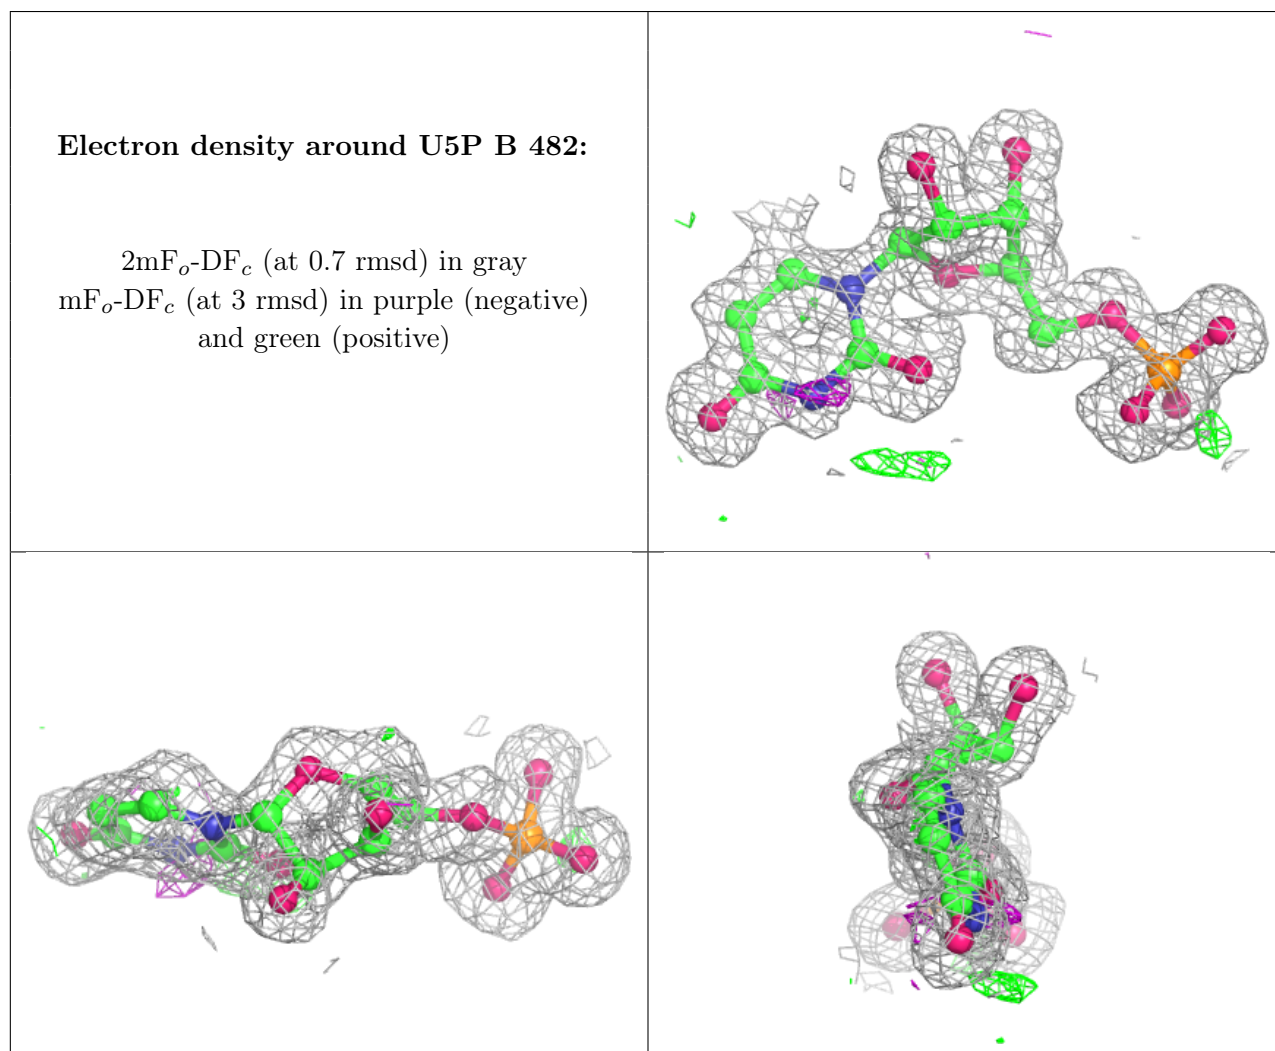 Electron density around U5P B 482:
2mFₒ-DF𝒸 (at 0.7 rmsd) in gray
mFₒ-DF𝒸 (at 3 rmsd) in purple (negative)
and green (positive)